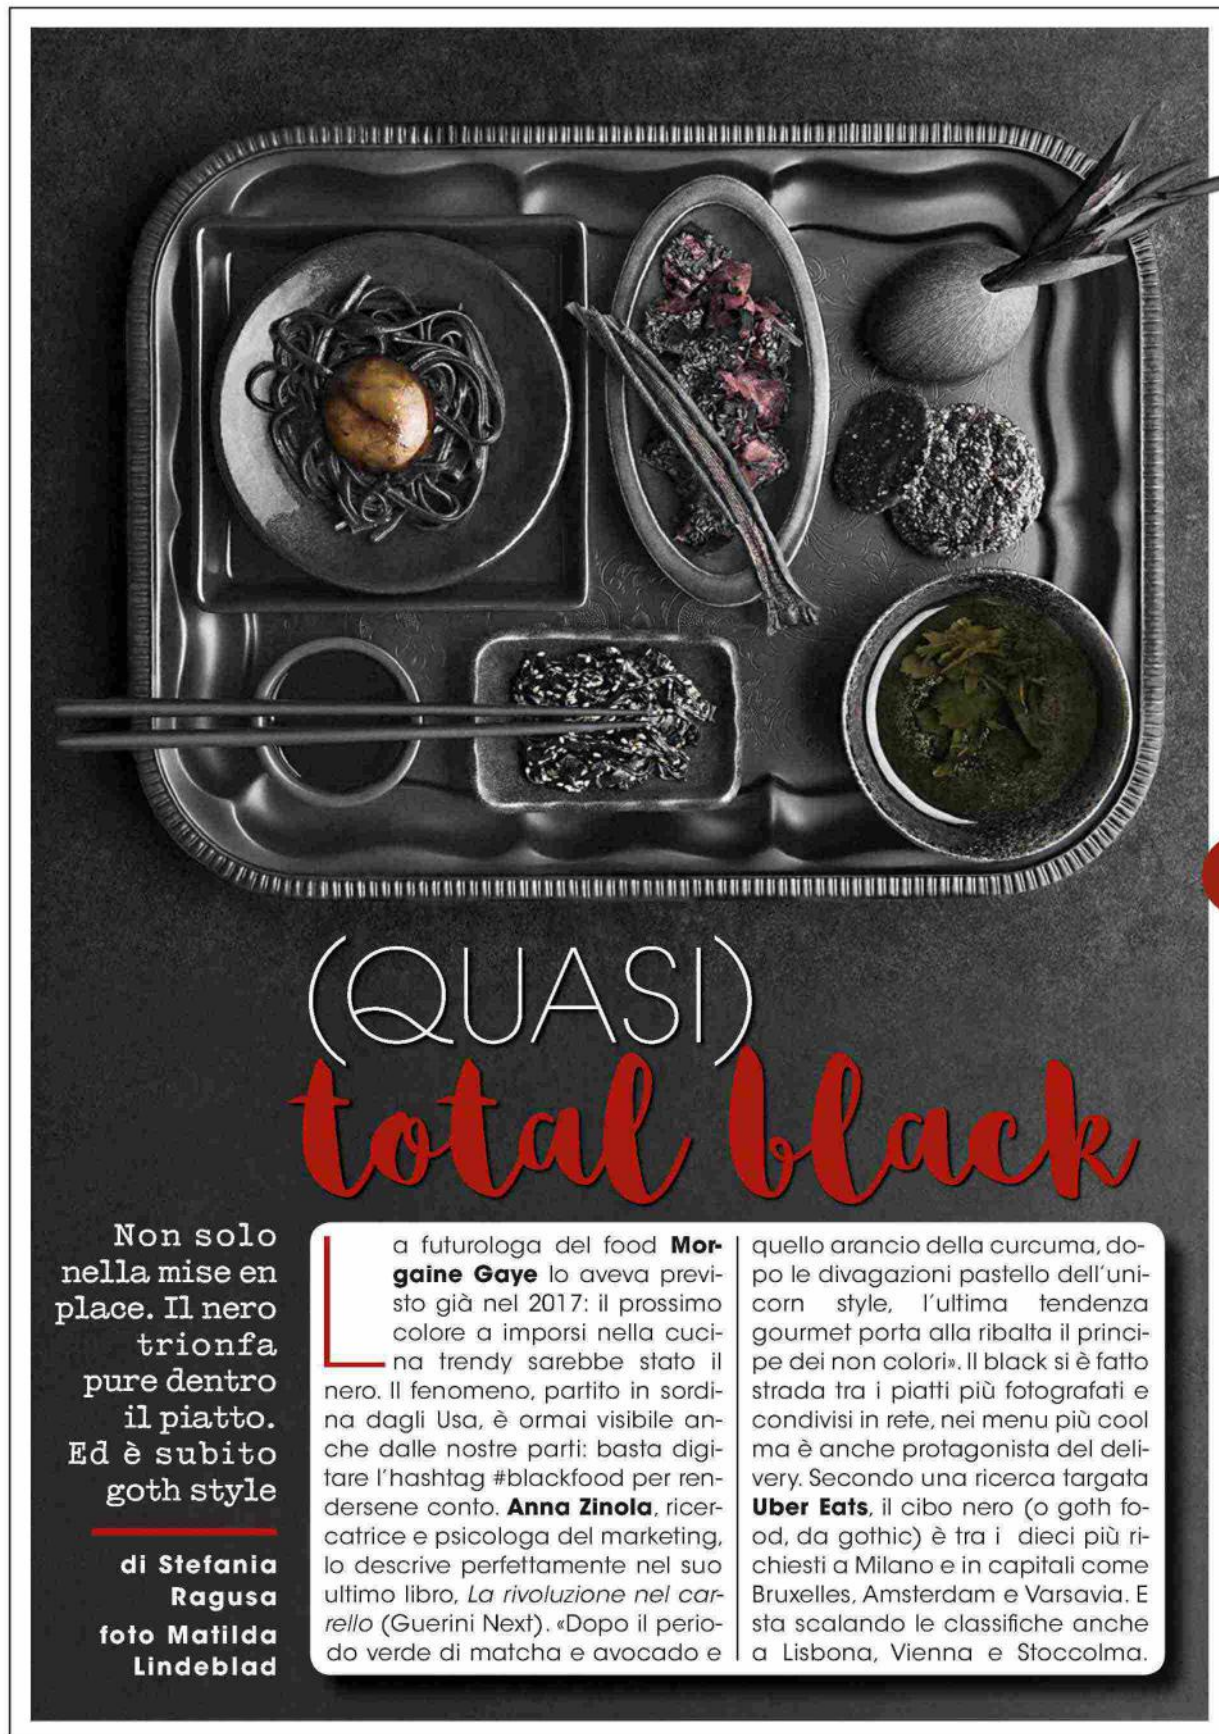 (QUASI)
total black
Non solo
nella mise en
place. Il nero
trionfa
pure dentro
il piatto.
Ed è subito
goth style
di Stefania
Ragusa
foto Matilda
Lindeblad
La futurologa del food Mor-
gaine Gaye lo aveva previ-
sto già nel 2017: il prossimo
colore a imporsi nella cuci-
na trendy sarebbe stato il
nero. Il fenomeno, partito in sordi-
na dagli Usa, è ormai visibile an-
che dalle nostre parti: basta digi-
tare l'hashtag #blackfood per ren-
dersene conto. Anna Zinola, ricer-
catrice e psicologa del marketing,
lo descrive perfettamente nel suo
ultimo libro, La rivoluzione nel car-
rello (Guerini Next). «Dopo il perio-
do verde di matcha e avocado e
quello arancio della curcuma, do-
po le divagazioni pastello dell'uni-
corn style, l'ultima tendenza
gourmet porta alla ribalta il princi-
pe dei non colori». Il black si è fatto
strada tra i piatti più fotografati e
condivisi in rete, nei menu più cool
ma è anche protagonista del deli-
very. Secondo una ricerca targata
Uber Eats, il cibo nero (o goth fo-
od, da gothic) è tra i dieci più ri-
chiesti a Milano e in capitali come
Bruxelles, Amsterdam e Varsavia. E
sta scalando le classifiche anche
a Lisbona, Vienna e Stoccolma.